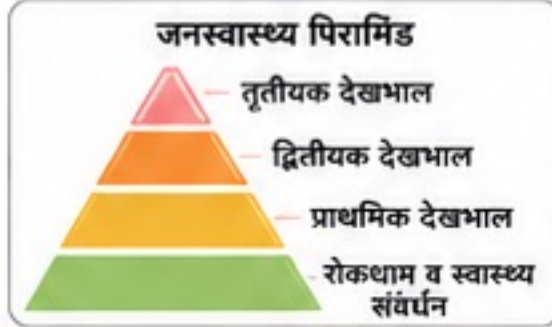 जनस्वास्थ्य पिरामिड
तृतीयक देखभाल
द्वितीयक देखभाल
प्राथमिक देखभाल
रोकथाम व स्वास्थ्य
संवर्धन